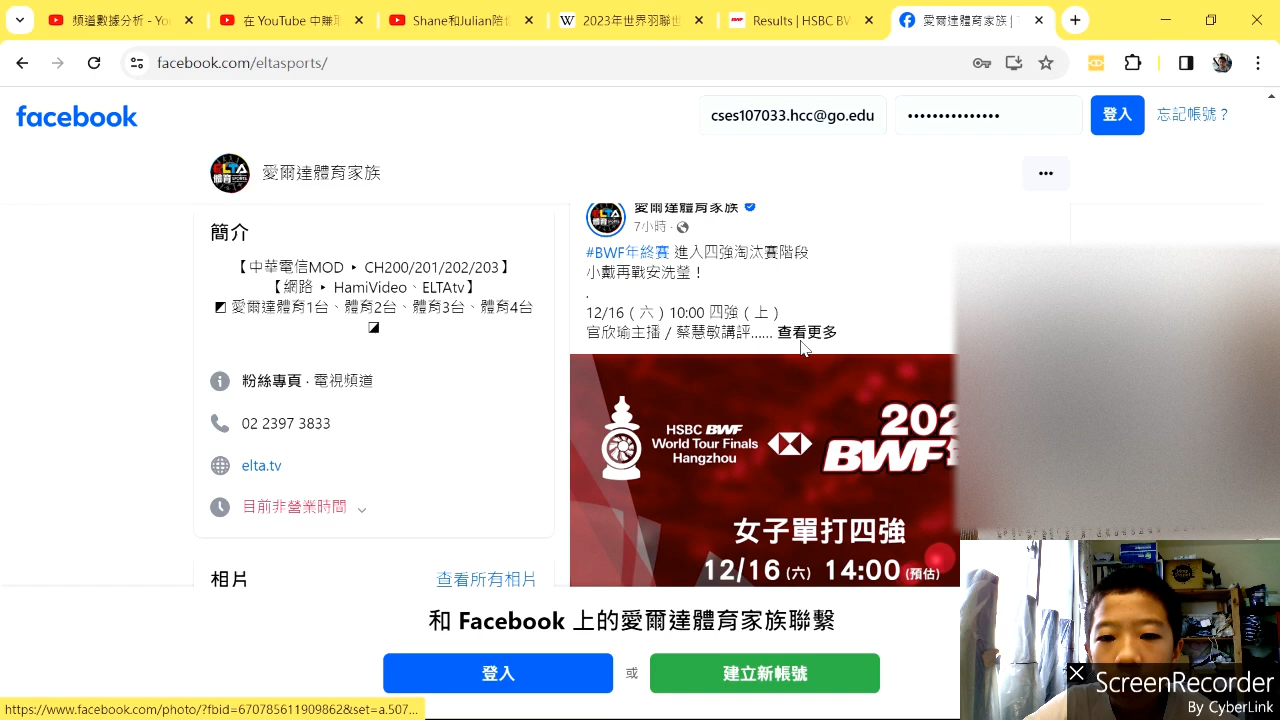 頻道數據分析 - You
在 YouTube 中賺
Shane和Julian陪你
2023年世界羽聯世
Results | HSBC BV
愛爾達體育家族 |
facebook.com/eltasports/
facebook
cses107033.hcc@go.edu
••••••••••••••••
登入
忘記帳號？
愛爾達體育家族
簡介
【中華電信MOD ▸ CH200/201/202/203】
【網路 ▸ HamiVideo、ELTAtv】
◩ 愛爾達體育1台、體育2台、體育3台、體育4台
◪
粉絲專頁 · 電視頻道
02 2397 3833
elta.tv
目前非營業時間
相片
查看所有相片
愛爾達體育家族
7小時 ·
#BWF年終賽 進入四強淘汰賽階段
小戴再戰安洗瑩！
.
12/16（六）10:00 四強（上）
官欣瑜主播 / 蔡慧敏講評...... 查看更多
HSBC BWF
World Tour Finals
Hangzhou
202
BWF
女子單打四強
12/16 (六) 14:00 (預估)
和 Facebook 上的愛爾達體育家族聯繫
登入
或
建立新帳號
https://www.facebook.com/photo/?fbid=670785611909862&set=a.507...
ScreenRecorder
By CyberLink